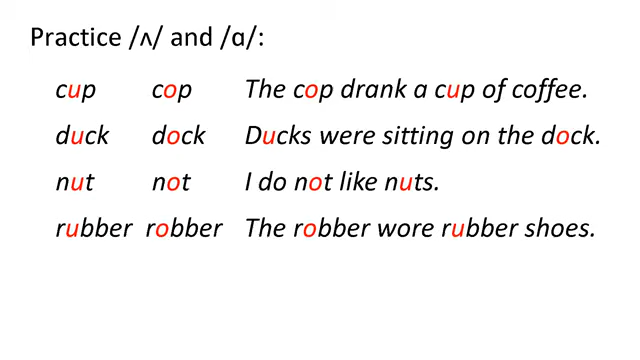 Practice /ʌ/ and /ɑ/:
cup cop The cop drank a cup of coffee.
duck dock Ducks were sitting on the dock.
nut not I do not like nuts.
rubber robber The robber wore rubber shoes.